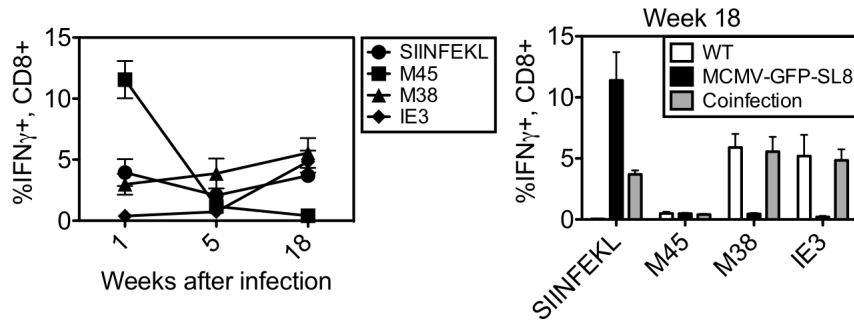 15
10
5
0
%IFNγ+, CD8+
1
5
18
Weeks after infection
SIINFEKL
M45
M38
IE3
Week 18
15
10
5
0
%IFNγ+, CD8+
WT
MCMV-GFP-SL8
Coinfection
SIINFEKL
M45
M38
IE3